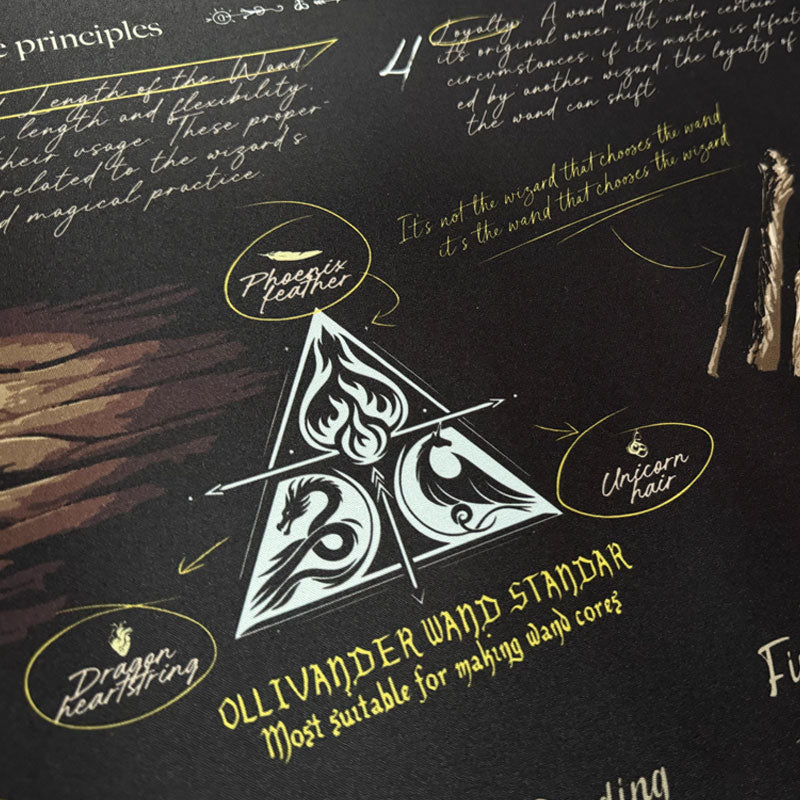 principles
Length of the Wand
length and flexibility.
their usage. These proper-
related to the wizard's
magical practice
4
Loyalty. A wand may
its original owner, but under certain
circumstances, if its master is defeat-
ed by another wizard, the loyalty of
the wand can shift
It's not the wizard that chooses the wand
it's the wand that chooses the wizard
Phoenix
feather
Unicorn
hair
Dragon
heartstring
OLLIVANDER WAND STANDAR
Most suitable for making wand cores